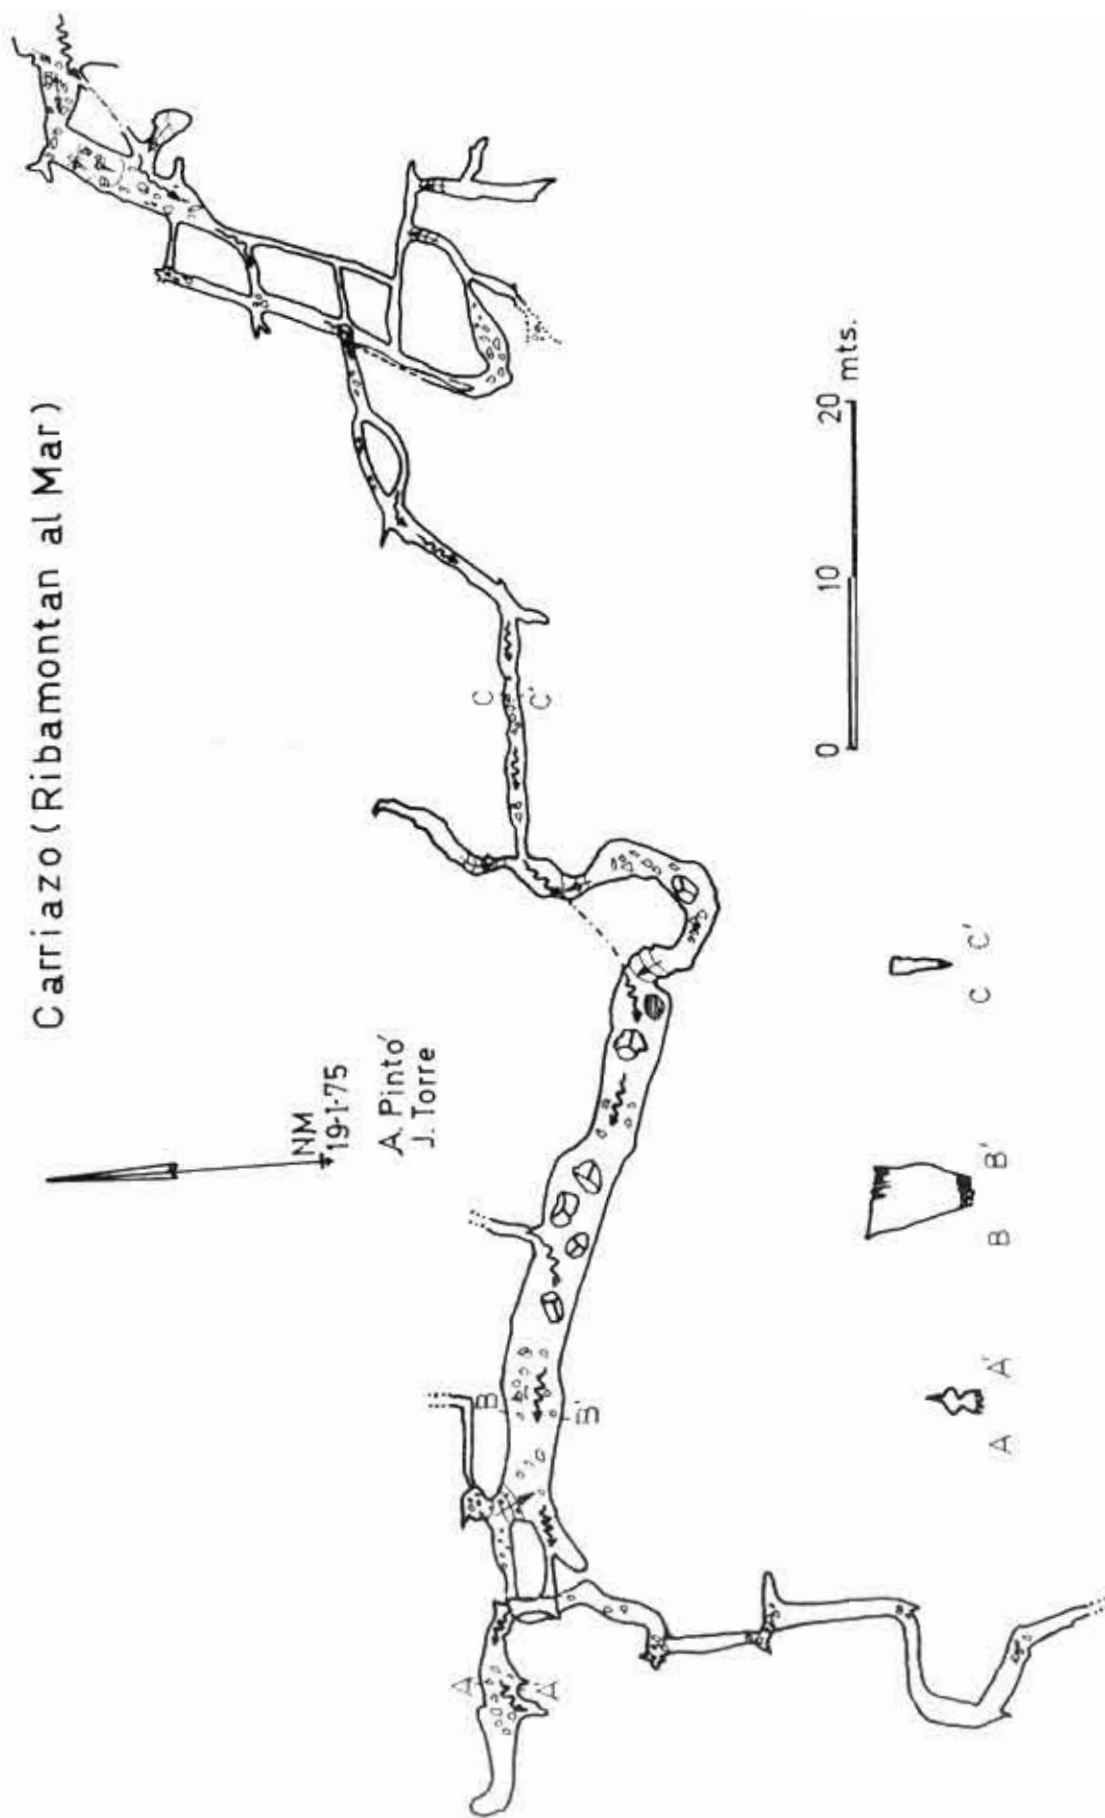 Carriazo (Ribamontan al Mar)
NM
19-1-75
A. Pintó
J. Torre
A
A'
B
B'
C
C'
0 10 20 mts.
A A'
B B'
C C'